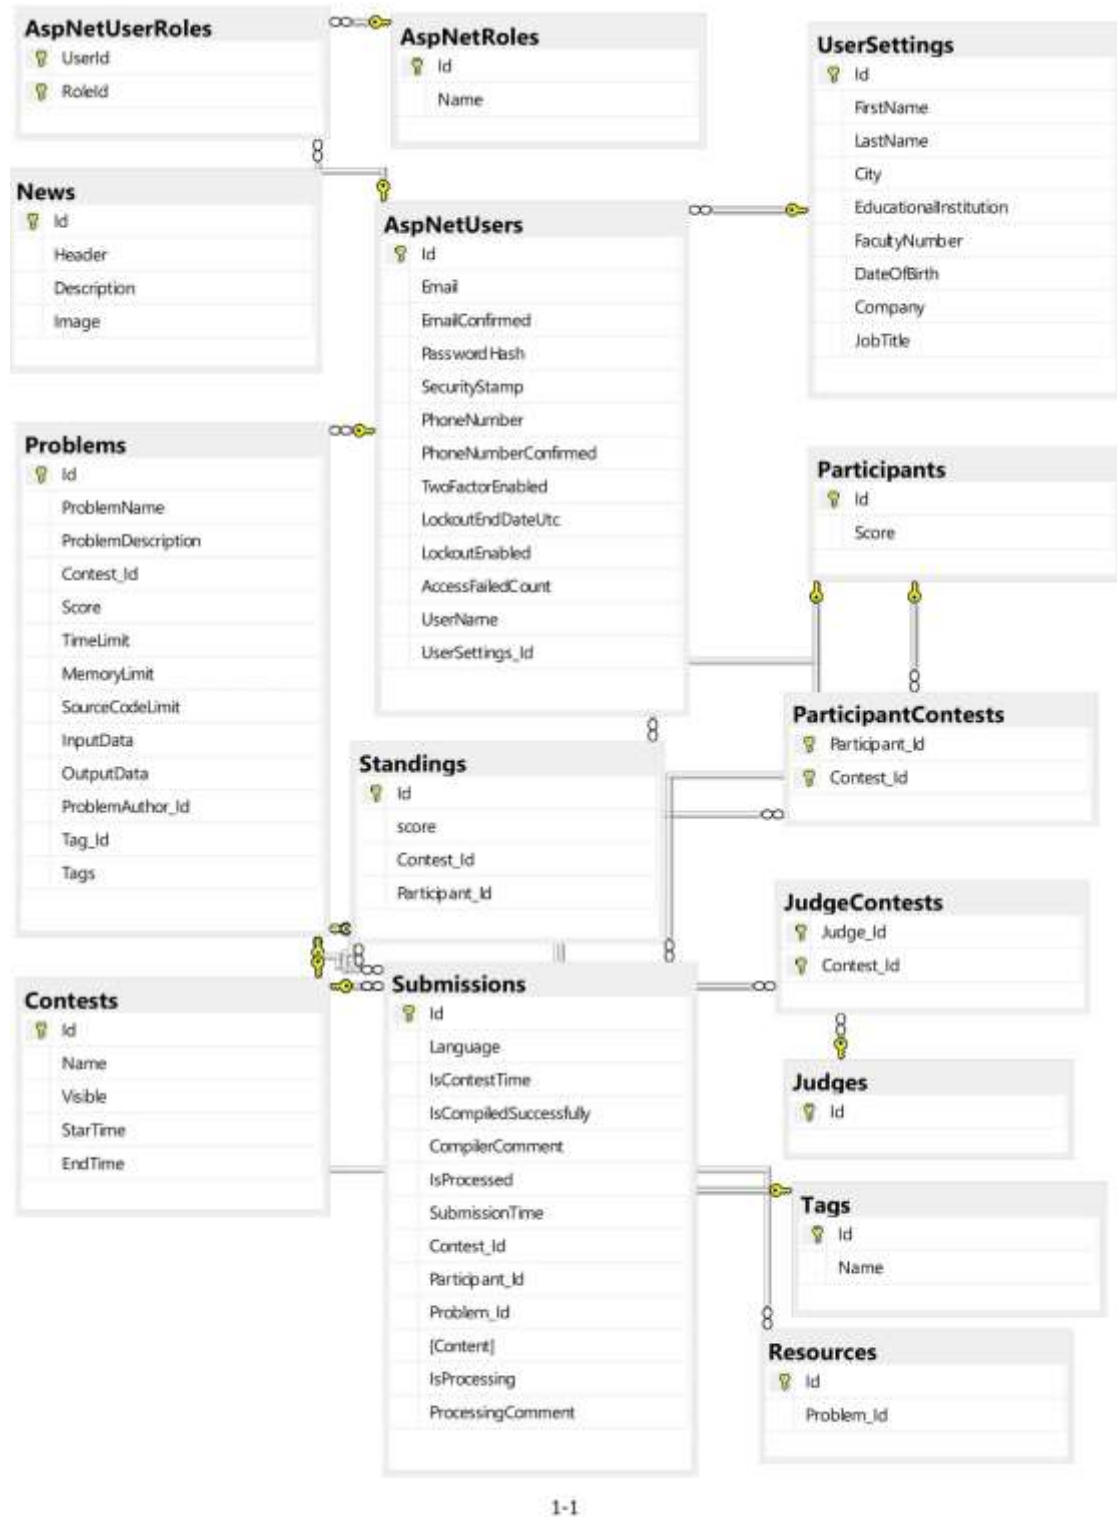 AspNetUserRoles
UserId
RoleId
AspNetRoles
Id
Name
UserSettings
Id
FirstName
LastName
City
EducationalInstitution
FacultyNumber
DateOfBirth
Company
JobTitle
News
Id
Header
Description
Image
AspNetUsers
Id
Email
EmailConfirmed
PasswordHash
SecurityStamp
PhoneNumber
PhoneNumberConfirmed
TwoFactorEnabled
LockoutEndDateUtc
LockoutEnabled
AccessFailedCount
UserName
UserSettings_Id
Problems
Id
ProblemName
ProblemDescription
Contest_Id
Score
TimeLimit
MemoryLimit
SourceCodeLimit
InputData
OutputData
ProblemAuthor_Id
Tag_Id
Tags
Participants
Id
Score
ParticipantContests
Participant_Id
Contest_Id
Standings
Id
score
Contest_Id
Participant_Id
JudgeContests
Judge_Id
Contest_Id
Contests
Id
Name
Visible
StarTime
EndTime
Submissions
Id
Language
IsContestTime
IsCompiledSuccessfully
CompilerComment
IsProcessed
SubmissionTime
Contest_Id
Participant_Id
Problem_Id
[Content]
IsProcessing
ProcessingComment
Judges
Id
Tags
Id
Name
Resources
Id
Problem_Id
1-1